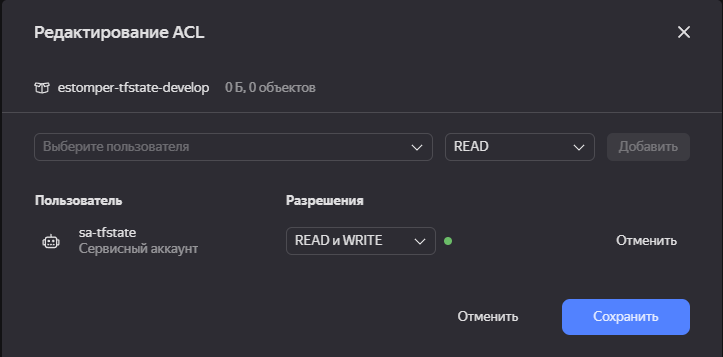 Редактирование ACL
estomper-tfstate-develop 0 Б, 0 объектов
Выберите пользователя READ Добавить
Пользователь Разрешения
sa-tfstate
Сервисный аккаунт READ и WRITE Отменить
Отменить Сохранить